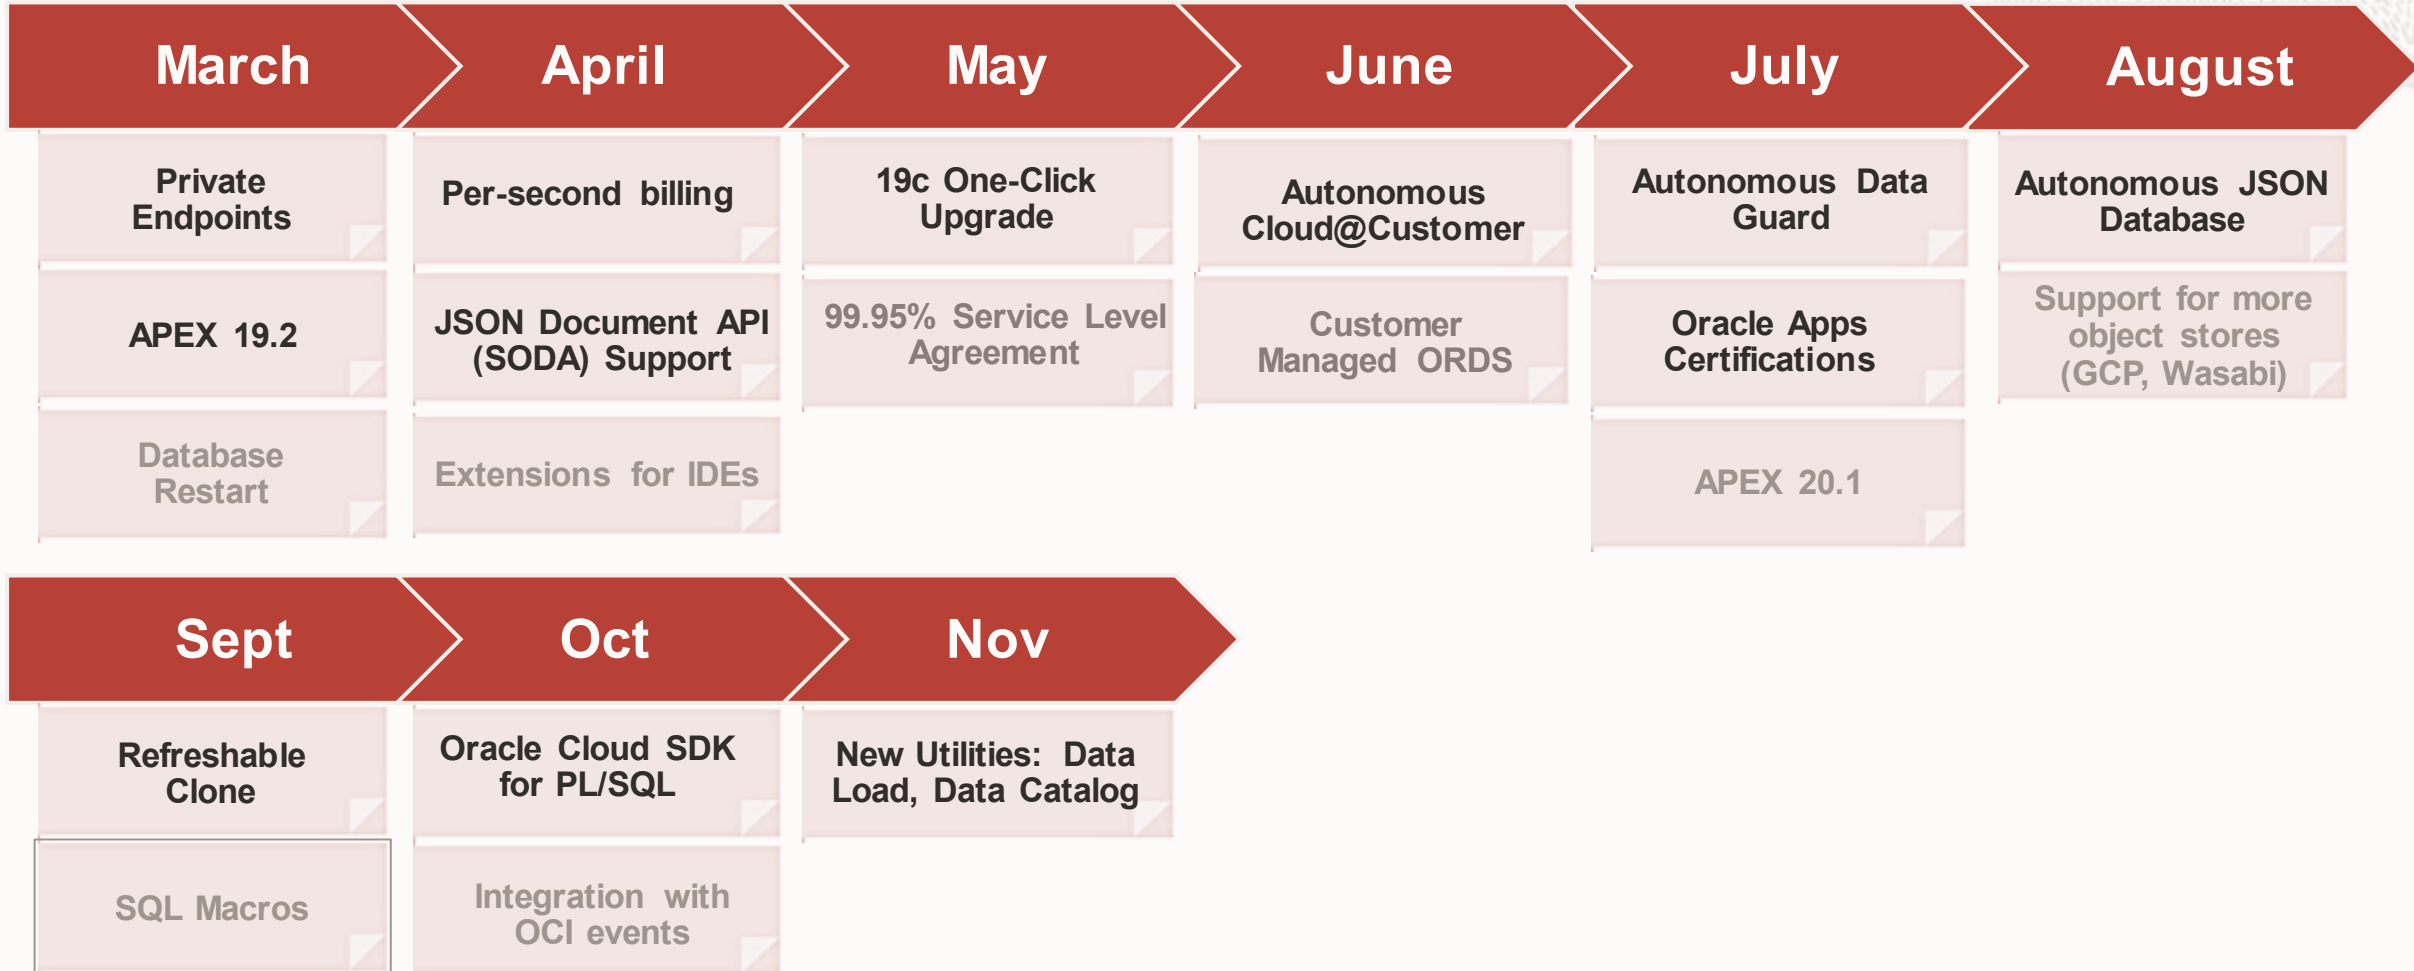 March
April
May
June
July
August
Private
Endpoints
Per-second billing
19c One-Click
Upgrade
Autonomous
Cloud@Customer
Autonomous Data
Guard
Autonomous JSON
Database
APEX 19.2
JSON Document API
(SODA) Support
99.95% Service Level
Agreement
Customer
Managed ORDS
Oracle Apps
Certifications
Support for more
object stores
(GCP, Wasabi)
Database
Restart
Extensions for IDEs
APEX 20.1
Sept
Oct
Nov
Refreshable
Clone
Oracle Cloud SDK
for PL/SQL
New Utilities: Data
Load, Data Catalog
SQL Macros
Integration with
OCI events